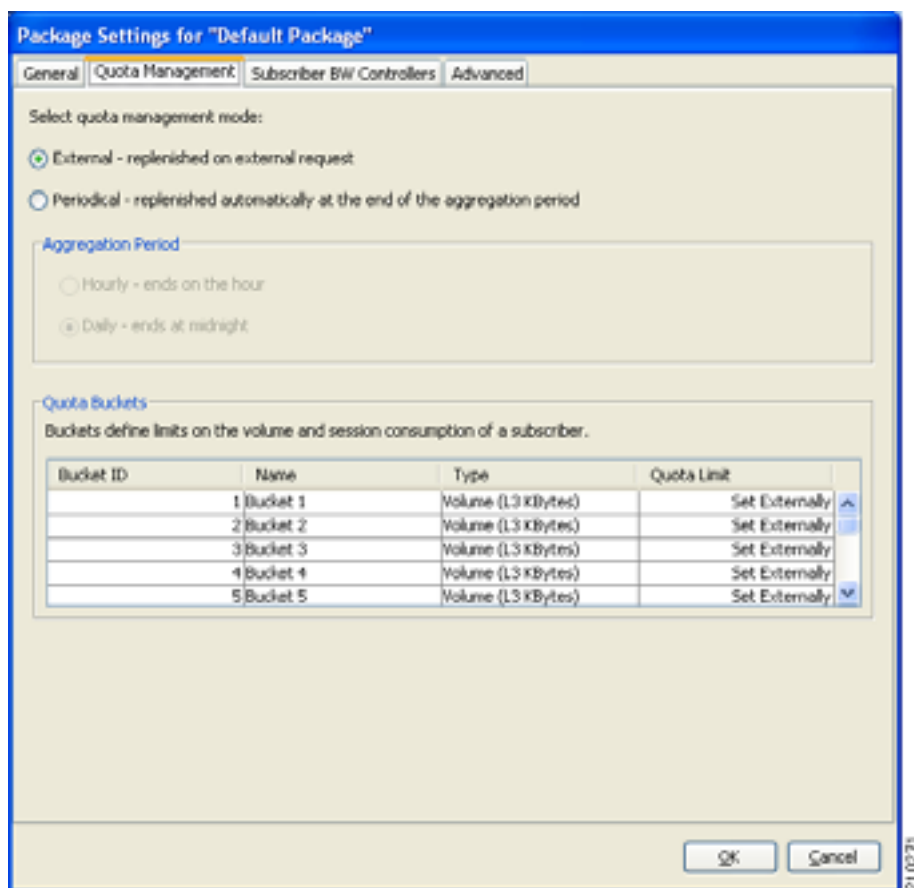 Package Settings for "Default Package"
General Quota Management Subscriber BW Controllers Advanced
Select quota management mode:
External - replenished on external request
Periodical - replenished automatically at the end of the aggregation period
Aggregation Period
Hourly - ends on the hour
Daily - ends at midnight
Quota Buckets
Buckets define limits on the volume and session consumption of a subscriber.
Bucket ID Name Type Quota Limit
1 Bucket 1 Volume (L3 KBytes) Set Externally
2 Bucket 2 Volume (L3 KBytes) Set Externally
3 Bucket 3 Volume (L3 KBytes) Set Externally
4 Bucket 4 Volume (L3 KBytes) Set Externally
5 Bucket 5 Volume (L3 KBytes) Set Externally
OK Cancel